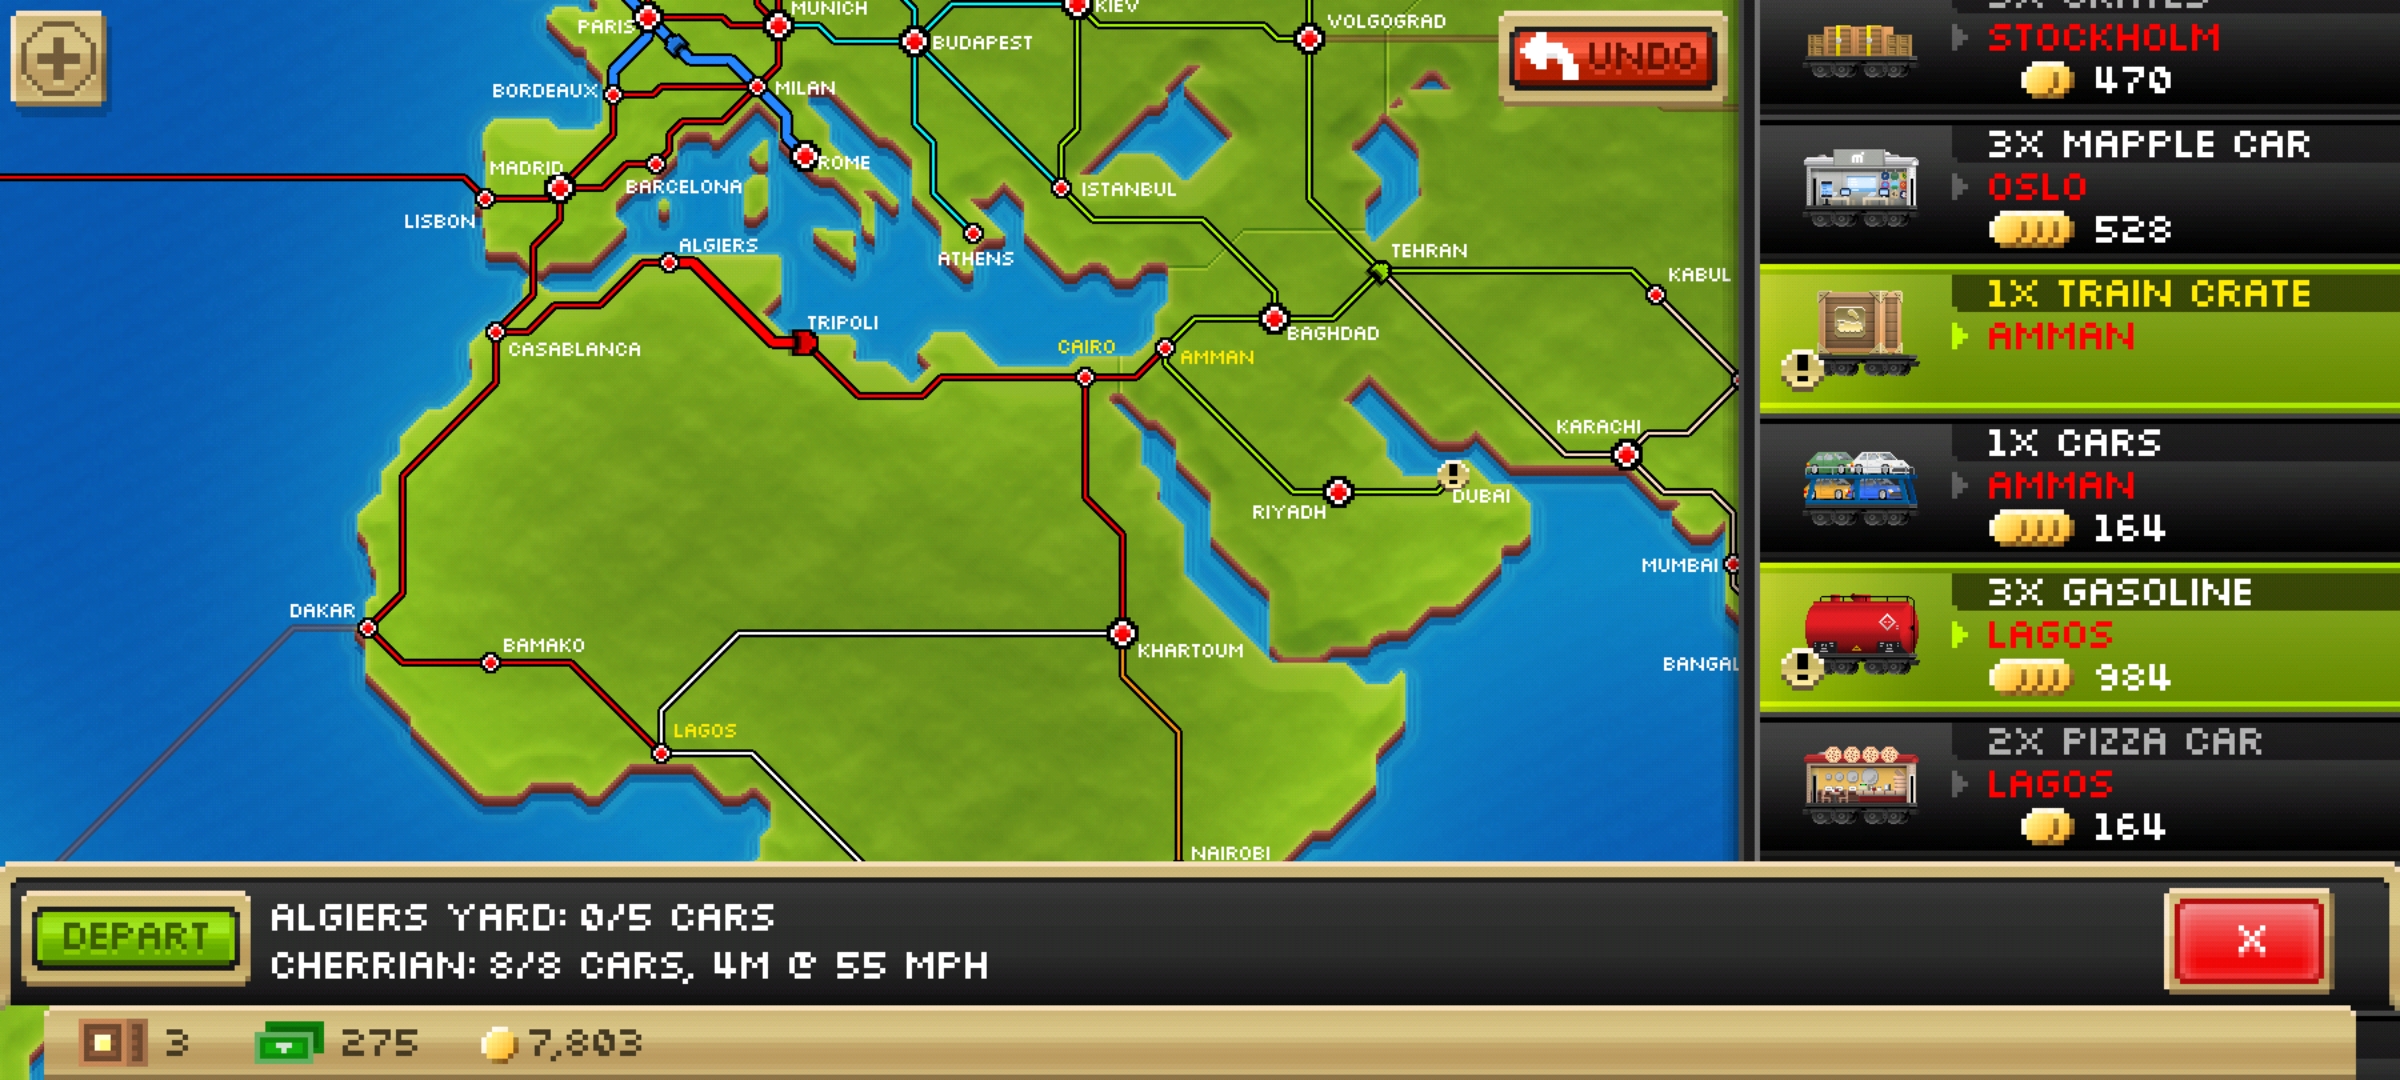 PARIS
MUNICH
KIEV
VOLGOGRAD
BUDAPEST
UNDO
BORDEAUX
MILAN
MADRID
BARCELONA
ROME
ISTANBUL
LISBON
ALGIERS
ATHENS
TEHRAN
KABUL
TRIPOLI
CASABLANCA
CAIRO
AMMAN
BAGHDAD
KARACHI
RIYADH
DUBAI
MUMBAI
DAKAR
BAMAKO
KHARTOUM
BANGAL
LAGOS
NAIROBI
3X CRATES
STOCKHOLM
470
3X MAPPLE CAR
OSLO
528
1X TRAIN CRATE
AMMAN
1X CARS
AMMAN
164
3X GASOLINE
LAGOS
984
2X PIZZA CAR
LAGOS
164
DEPART
ALGIERS YARD: 0/5 CARS
CHERRIAN: 8/8 CARS, 4M @ 55 MPH
X
3
275
7,803